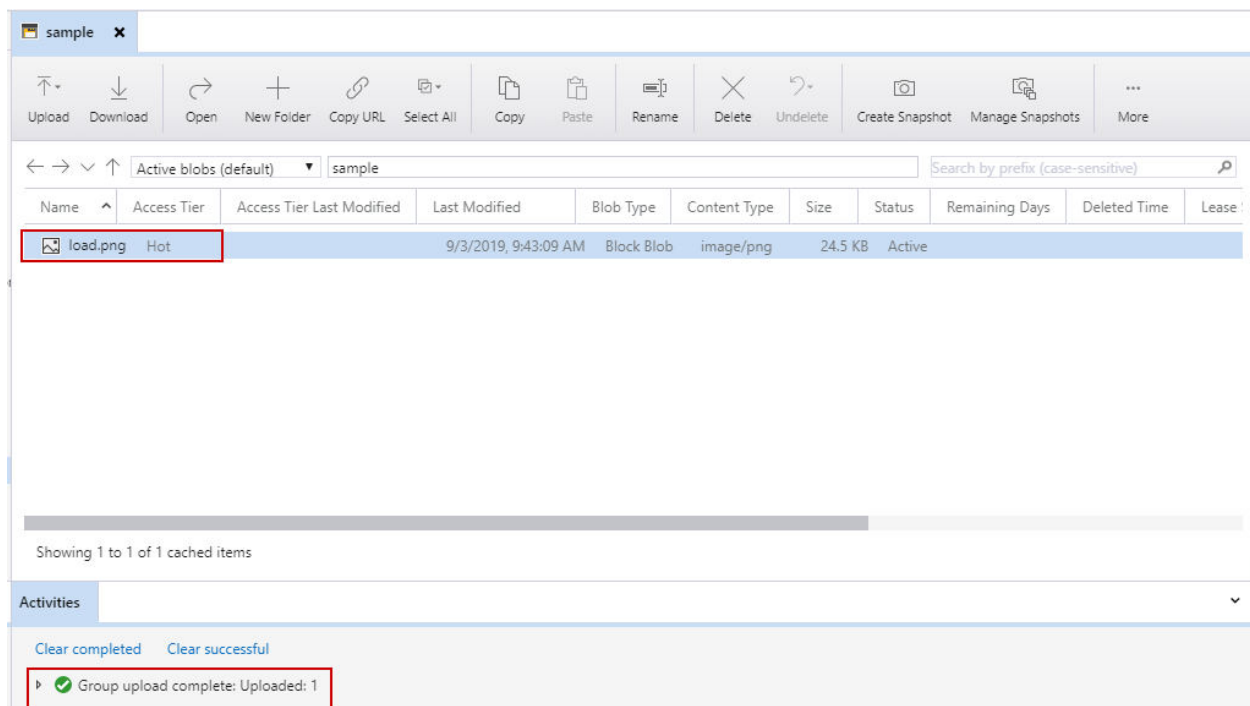 sample
Upload Download Open New Folder Copy URL Select All Copy Paste Rename Delete Undelete Create Snapshot Manage Snapshots More
Active blobs (default) sample Search by prefix (case-sensitive)
Name Access Tier Access Tier Last Modified Last Modified Blob Type Content Type Size Status Remaining Days Deleted Time Lease
load.png Hot 9/3/2019, 9:43:09 AM Block Blob image/png 24.5 KB Active
Showing 1 to 1 of 1 cached items
Activities
Clear completed Clear successful
Group upload complete: Uploaded: 1